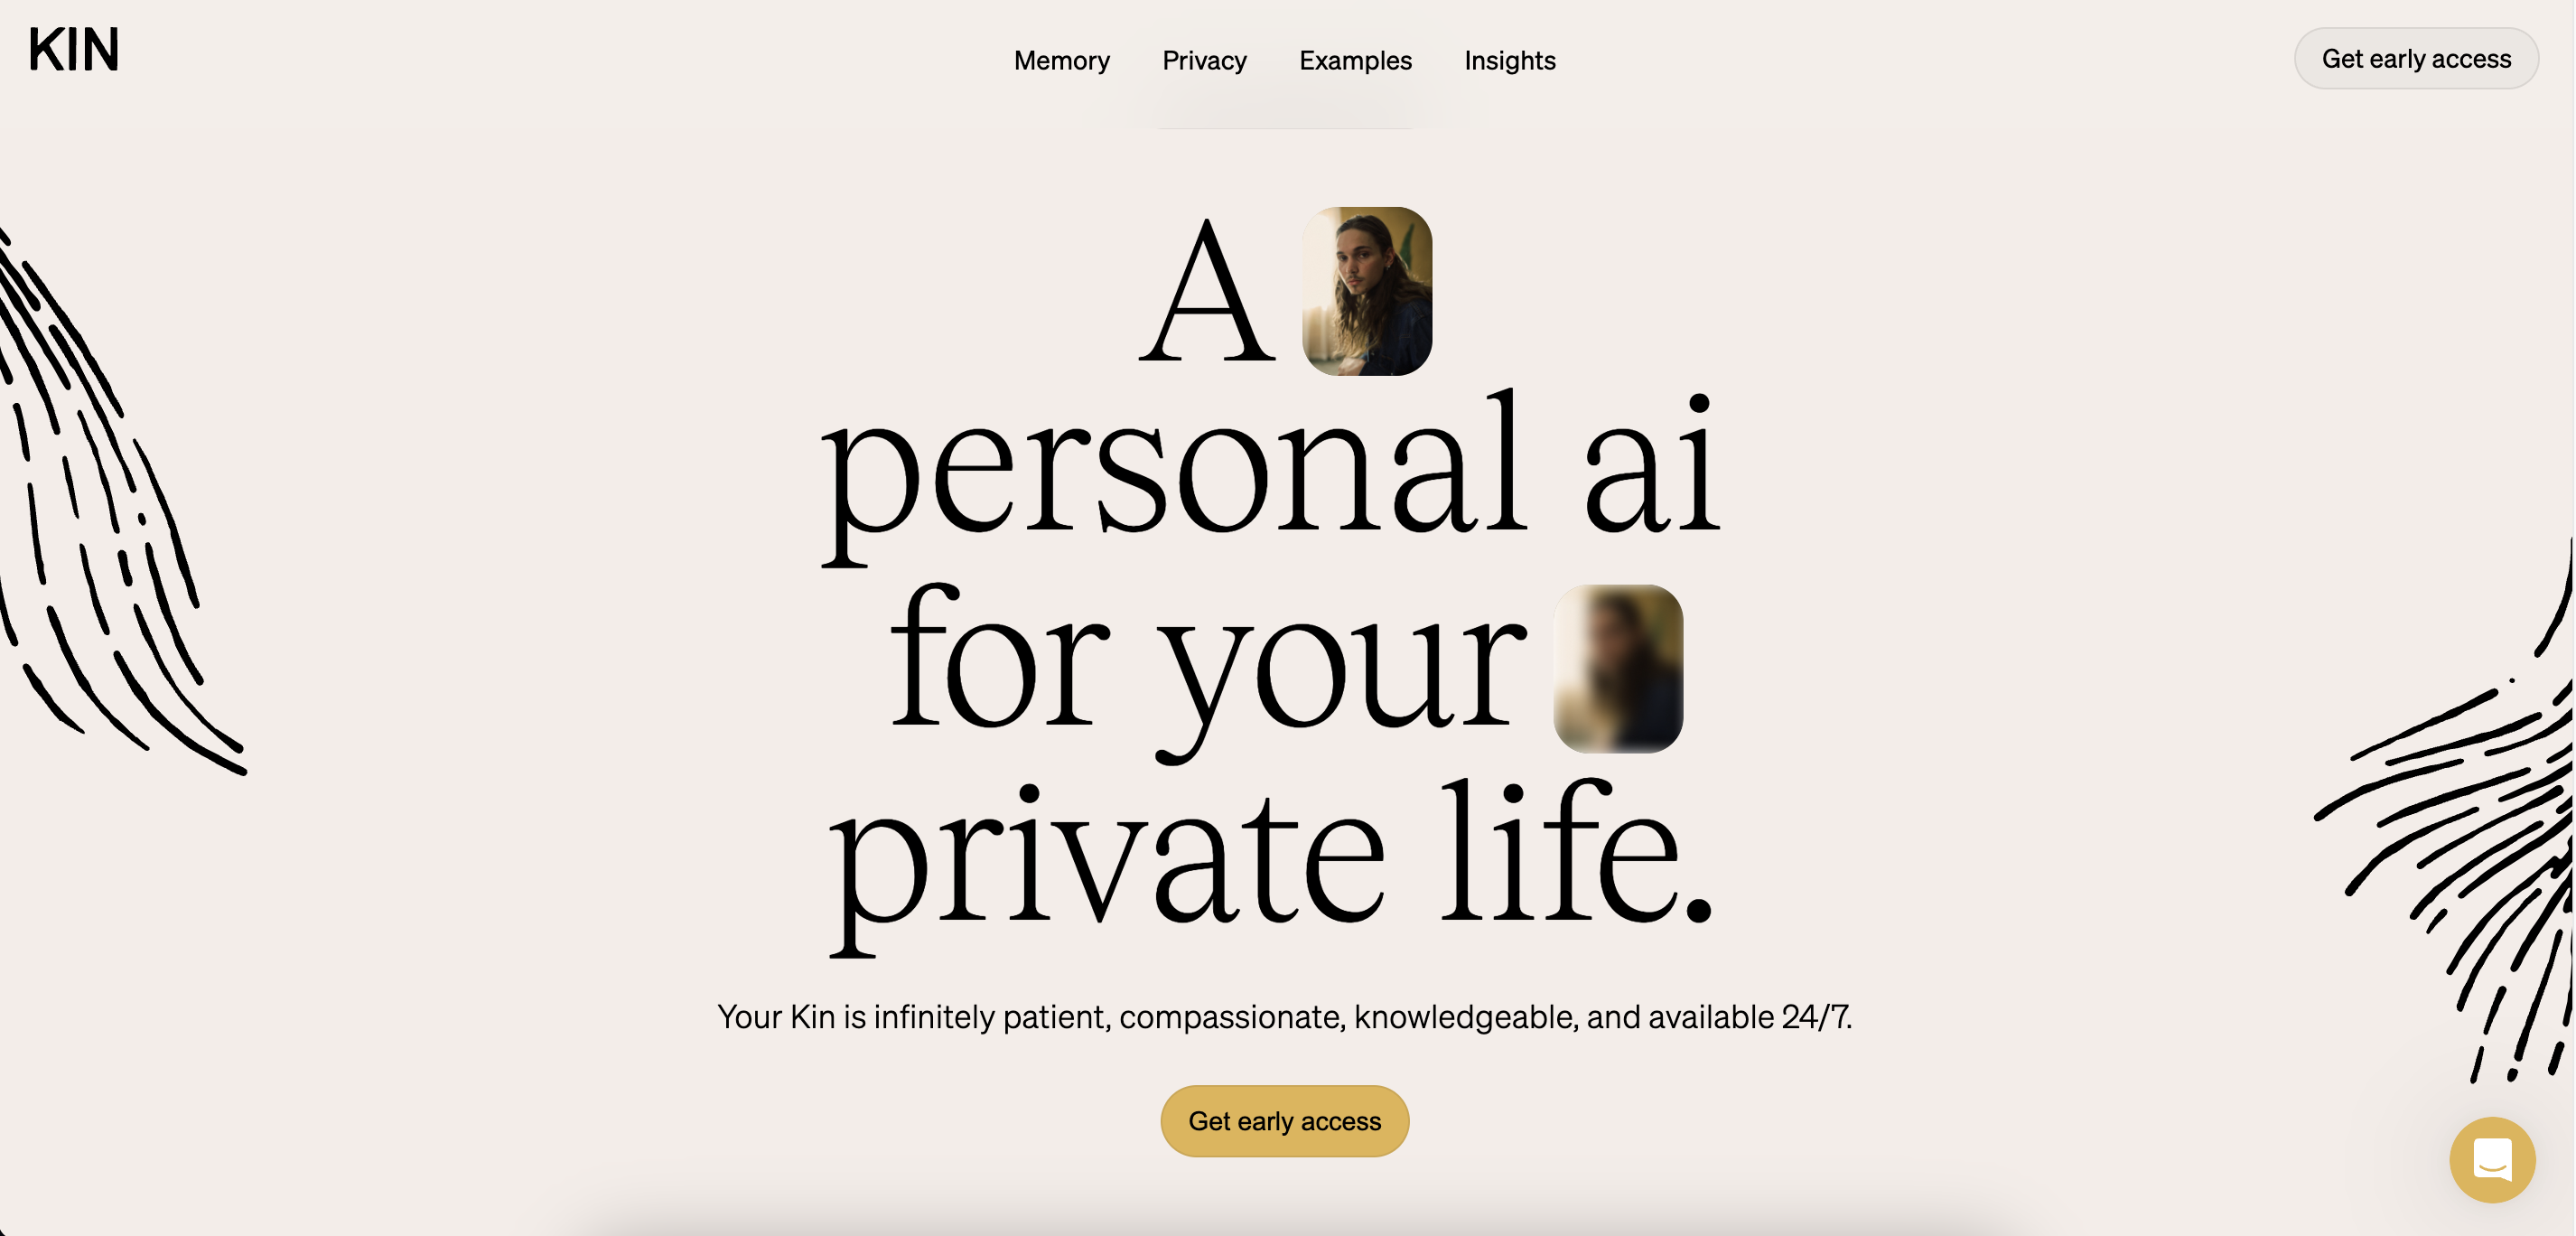 KIN
Memory Privacy Examples Insights
Get early access
A
personal ai
for your
private life.
Your Kin is infinitely patient, compassionate, knowledgeable, and available 24/7.
Get early access